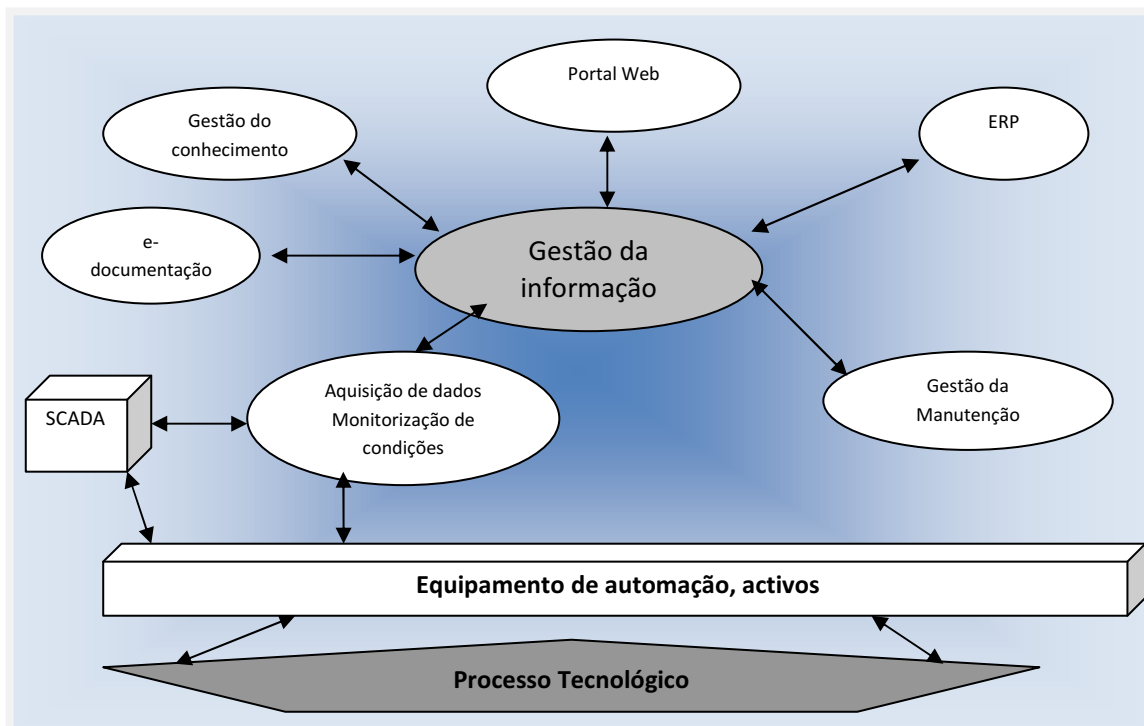 Portal Web
Gestão do
conhecimento
ERP
e-
documentação
Gestão da
informação
SCADA
Aquisição de dados
Monitorização de
condições
Gestão da
Manutenção
Equipamento de automação, activos
Processo Tecnológico